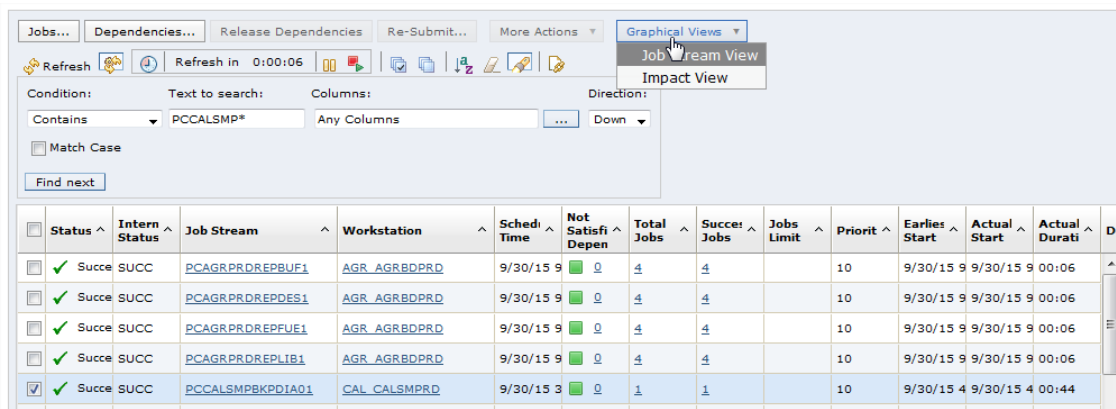 Jobs... Dependencies... Release Dependencies Re-Submit... More Actions Graphical Views
Job Stream View
Impact View
Refresh Refresh in 0:00:06
Condition: Text to search: Columns: Direction:
Contains PCCALSMP* Any Columns ... Down
Match Case
Find next
Status Intern Status Job Stream Workstation Sched Time Not Satisfi Depen Total Jobs Succes Jobs Jobs Limit Priorit Earlies Start Actual Start Actual Durati D
Succe SUCC PCAGRPRDREPBUF1 AGR_AGRBDPRD 9/30/15 9 0 4 4 10 9/30/15 9 9/30/15 9 00:06
Succe SUCC PCAGRPRDREPDES1 AGR_AGRBDPRD 9/30/15 9 0 4 4 10 9/30/15 9 9/30/15 9 00:06
Succe SUCC PCAGRPRDREPFUE1 AGR_AGRBDPRD 9/30/15 9 0 4 4 10 9/30/15 9 9/30/15 9 00:06
Succe SUCC PCAGRPRDREPLIB1 AGR_AGRBDPRD 9/30/15 9 0 4 4 10 9/30/15 9 9/30/15 9 00:06
Succe SUCC PCCALSMPBKPDIA01 CAL_CALSMPRD 9/30/15 3 0 1 1 10 9/30/15 4 9/30/15 4 00:44